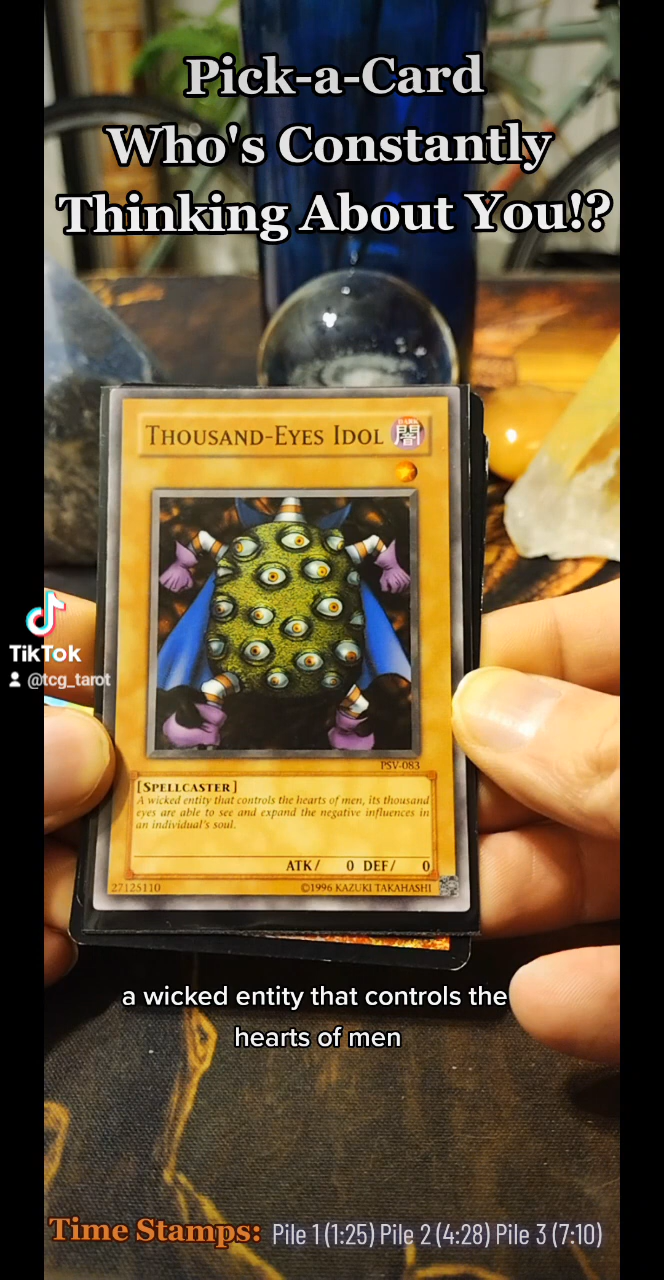 Pick-a-Card
Who's Constantly
Thinking About You!?
THOUSAND-EYES IDOL
DARK
闇
TikTok
@tcg_tarot
PSV-083
[SPELLCASTER]
A wicked entity that controls the hearts of men, its thousand
eyes are able to see and expand the negative influences in
an individual's soul.
ATK/ 0 DEF/ 0
27125110
©1996 KAZUKI TAKAHASHI
a wicked entity that controls the
hearts of men
Time Stamps: Pile 1 (1:25) Pile 2 (4:28) Pile 3 (7:10)